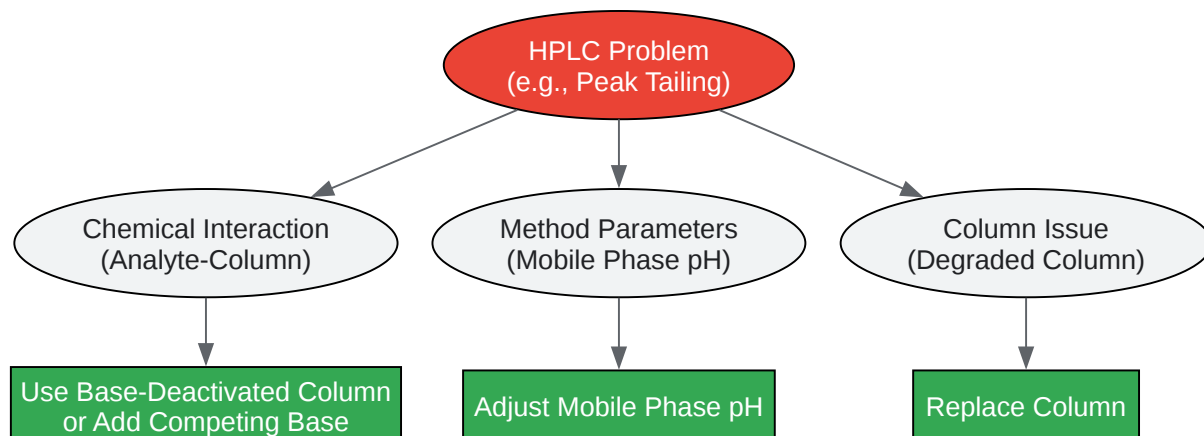 HPLC Problem
(e.g., Peak Tailing)
Chemical Interaction
(Analyte-Column)
Method Parameters
(Mobile Phase pH)
Column Issue
(Degraded Column)
Use Base-Deactivated Column
or Add Competing Base
Adjust Mobile Phase pH
Replace Column